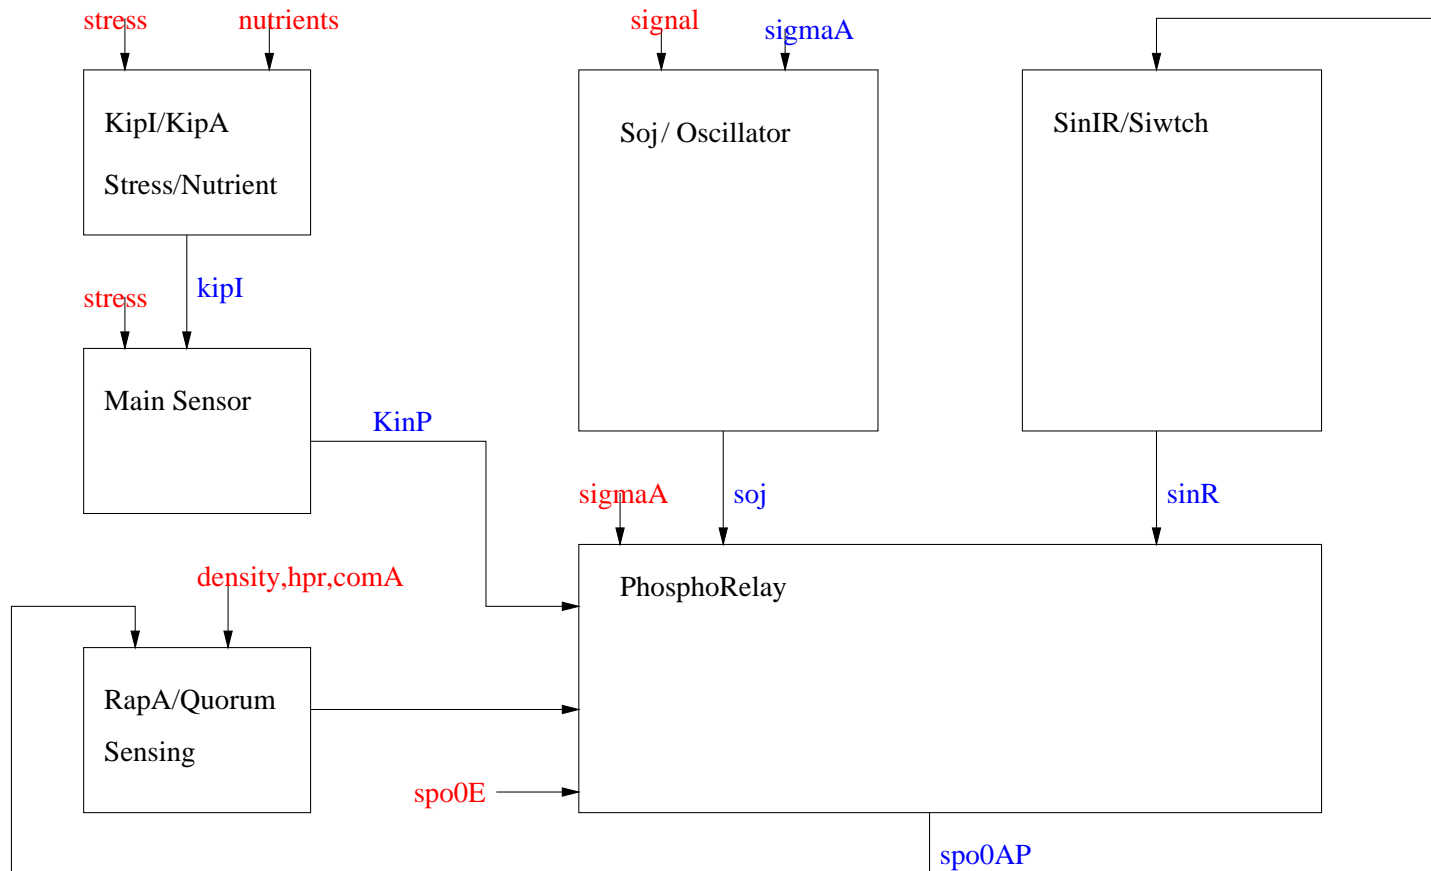 stress
nutrients
signal
sigmaA
KipI/KipA
Stress/Nutrient
Soj/ Oscillator
SinIR/Siwtch
kipI
stress
Main Sensor
KinP
sigmaA
soj
sinR
density,hpr,comA
PhosphoRelay
RapA/Quorum
Sensing
spo0E
spo0AP